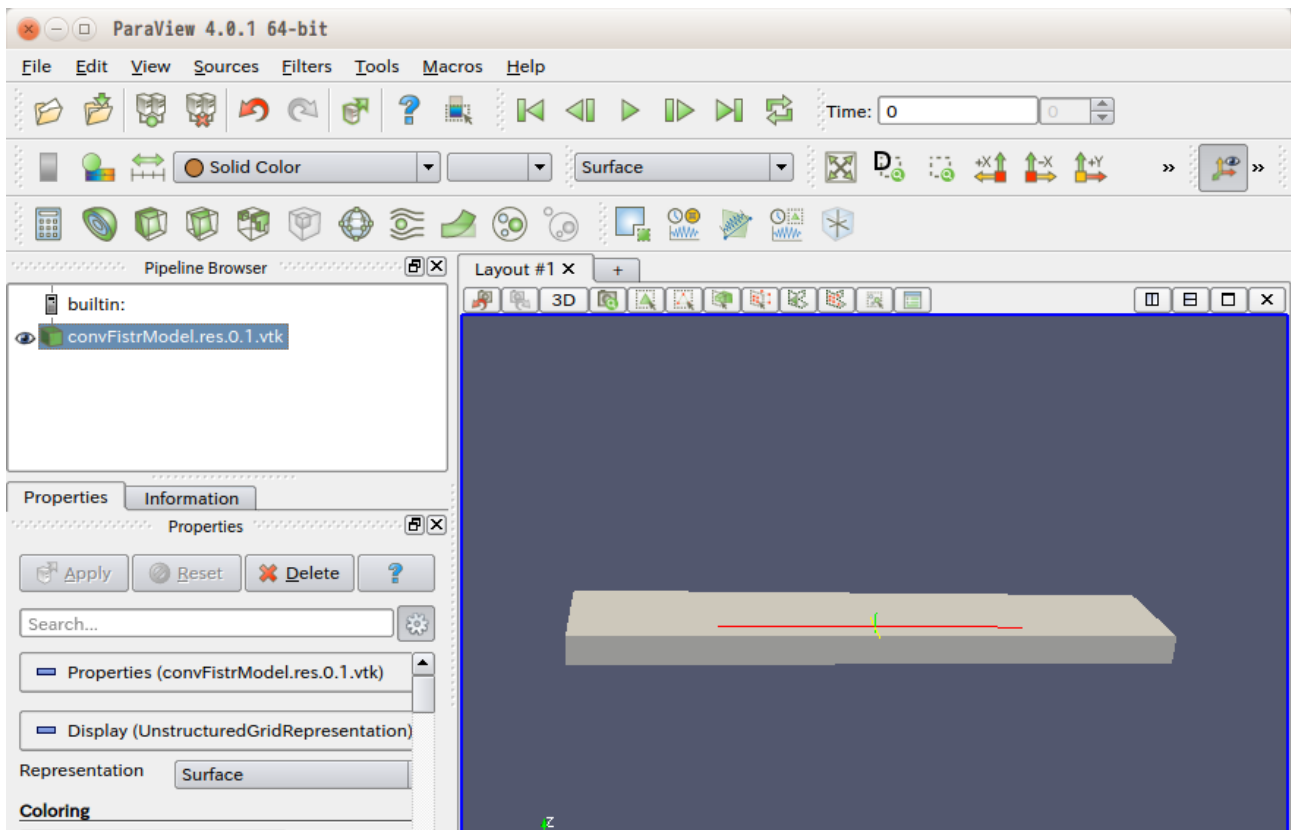 ParaView 4.0.1 64-bit
File Edit View Sources Filters Tools Macros Help
? Time: 0 0
Solid Color Surface D +X -X +Y » »
Pipeline Browser Layout #1 X +
3D
builtin:
convFistrModel.res.0.1.vtk
Properties Information
Properties
Apply Reset Delete ?
Search...
Properties (convFistrModel.res.0.1.vtk)
Display (UnstructuredGridRepresentation)
Representation Surface
Coloring
Z